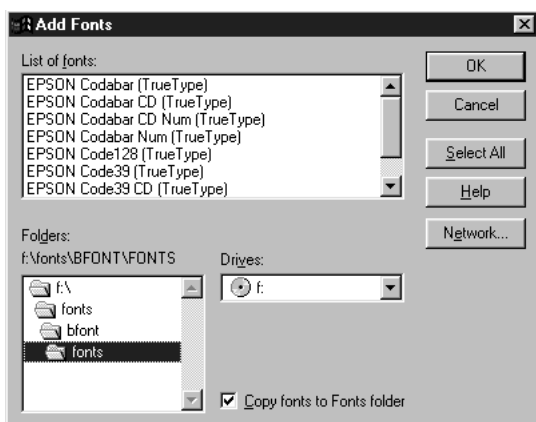 Add Fonts
List of fonts:
EPSON Codabar (TrueType)
EPSON Codabar CD (TrueType)
EPSON Codabar CD Num (TrueType)
EPSON Codabar Num (TrueType)
EPSON Code128 (TrueType)
EPSON Code39 (TrueType)
EPSON Code39 CD (TrueType)
OK
Cancel
Select All
Help
Network...
Folders:
f:\fonts\BFONT\FONTS
f:\
fonts
bfont
fonts
Drives:
f:
Copy fonts to Fonts folder